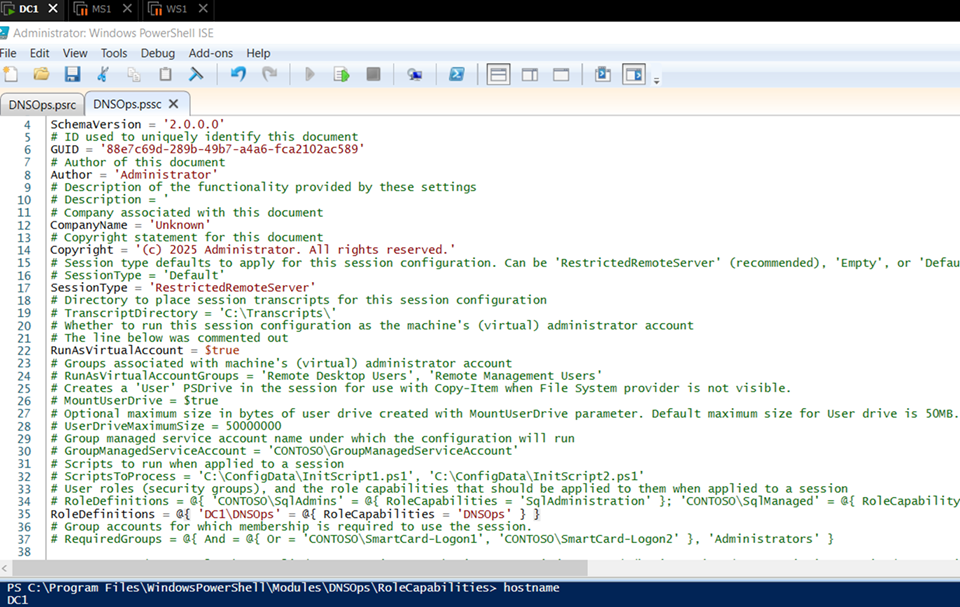 DC1 MS1 WS1
Administrator: Windows PowerShell ISE
File Edit View Tools Debug Add-ons Help
DNSOps.psrc DNSOps.pssc
4 SchemaVersion = '2.0.0.0'
5 # ID used to uniquely identify this document
6 GUID = '88e7c69d-289b-49b7-a4a6-fca2102ac589'
7 # Author of this document
8 Author = 'Administrator'
9 # Description of the functionality provided by these settings
10 # Description = '
11 # Company associated with this document
12 CompanyName = 'Unknown'
13 # Copyright statement for this document
14 Copyright = '(c) 2025 Administrator. All rights reserved.'
15 # Session type defaults to apply for this session configuration. Can be 'RestrictedRemoteServer' (recommended), 'Empty', or 'Defau
16 # SessionType = 'Default'
17 SessionType = 'RestrictedRemoteServer'
18 # Directory to place session transcripts for this session configuration
19 # TranscriptDirectory = 'C:\Transcripts\'
20 # Whether to run this session configuration as the machine's (virtual) administrator account
21 # The line below was commented out
22 RunAsVirtualAccount = $true
23 # Groups associated with machine's (virtual) administrator account
24 # RunAsVirtualAccountGroups = 'Remote Desktop Users', 'Remote Management Users'
25 # Creates a 'User' PSDrive in the session for use with Copy-Item when File System provider is not visible.
26 # MountUserDrive = $true
27 # Optional maximum size in bytes of user drive created with MountUserDrive parameter. Default maximum size for User drive is 50MB.
28 # UserDriveMaximumSize = 50000000
29 # Group managed service account name under which the configuration will run
30 # GroupManagedServiceAccount = 'CONTOSO\GroupManagedServiceAccount'
31 # Scripts to run when applied to a session
32 # ScriptsToProcess = 'C:\ConfigData\InitScript1.ps1', 'C:\ConfigData\InitScript2.ps1'
33 # User roles (security groups), and the role capabilities that should be applied to them when applied to a session
34 # RoleDefinitions = @{ 'CONTOSO\SqlAdmins' = @{ RoleCapabilities = 'SqlAdministration' }; 'CONTOSO\SqlManaged' = @{ RoleCapability
35 RoleDefinitions = @{ 'DC1\DNSOps' = @{ RoleCapabilities = 'DNSOps' } }
36 # Group accounts for which membership is required to use the session.
37 # RequiredGroups = @{ And = @{ Or = 'CONTOSO\SmartCard-Logon1', 'CONTOSO\SmartCard-Logon2' }, 'Administrators' }
38
PS C:\Program Files\WindowsPowerShell\Modules\DNSOps\RoleCapabilities> hostname
DC1